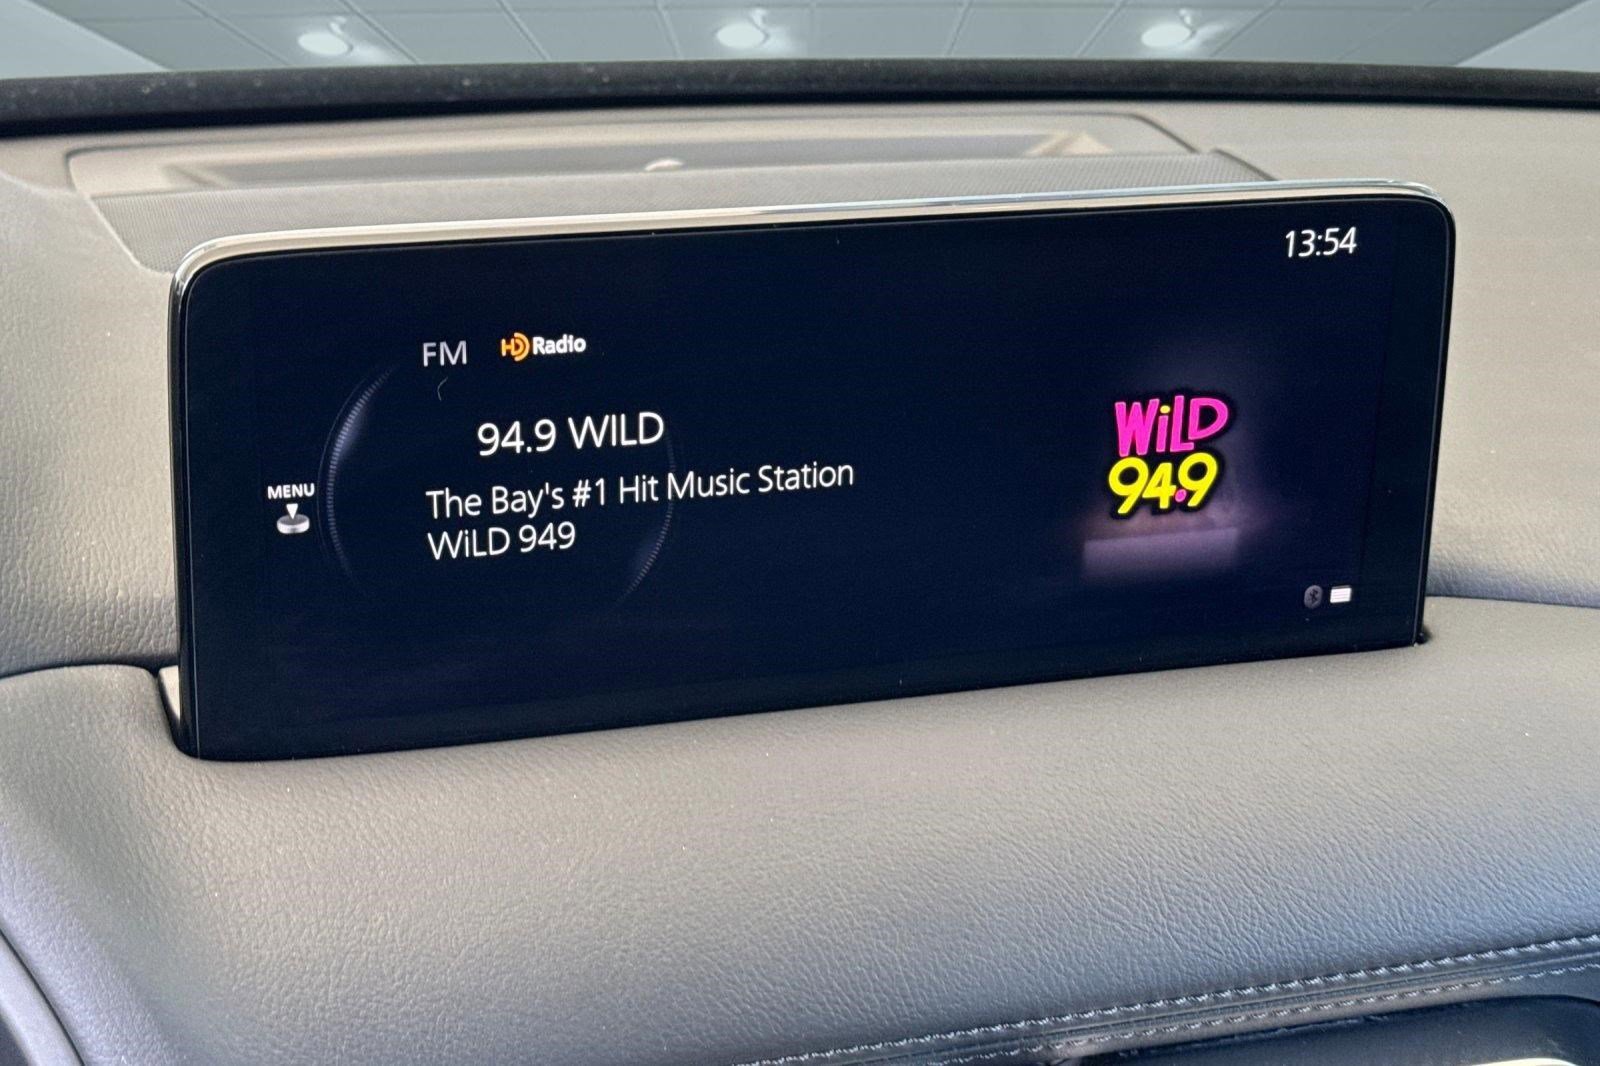 13:54
FM HD Radio
94.9 WILD
The Bay's #1 Hit Music Station
WiLD 949
MENU
WiLD
94.9